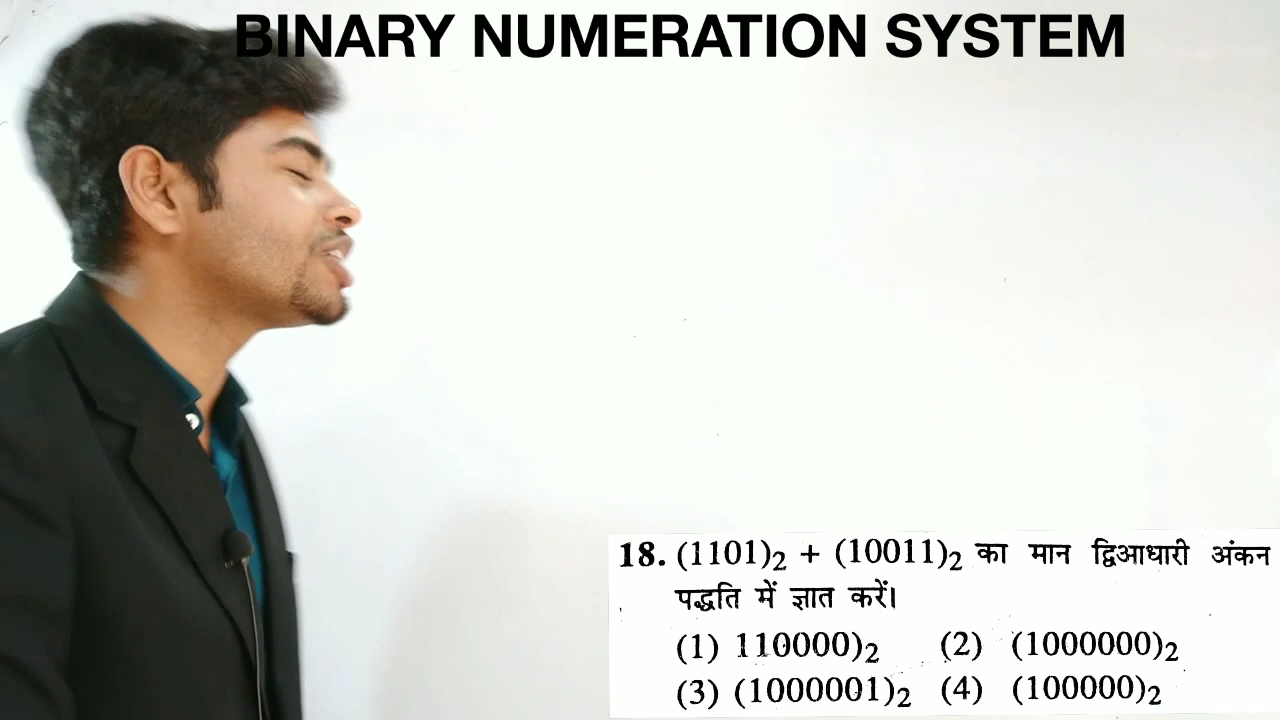 BINARY NUMERATION SYSTEM
18. (1101)₂ + (10011)₂ का मान द्विआधारी अंकन
पद्धति में ज्ञात करें।
(1) 110000)₂ (2) (1000000)₂
(3) (1000001)₂ (4) (100000)₂